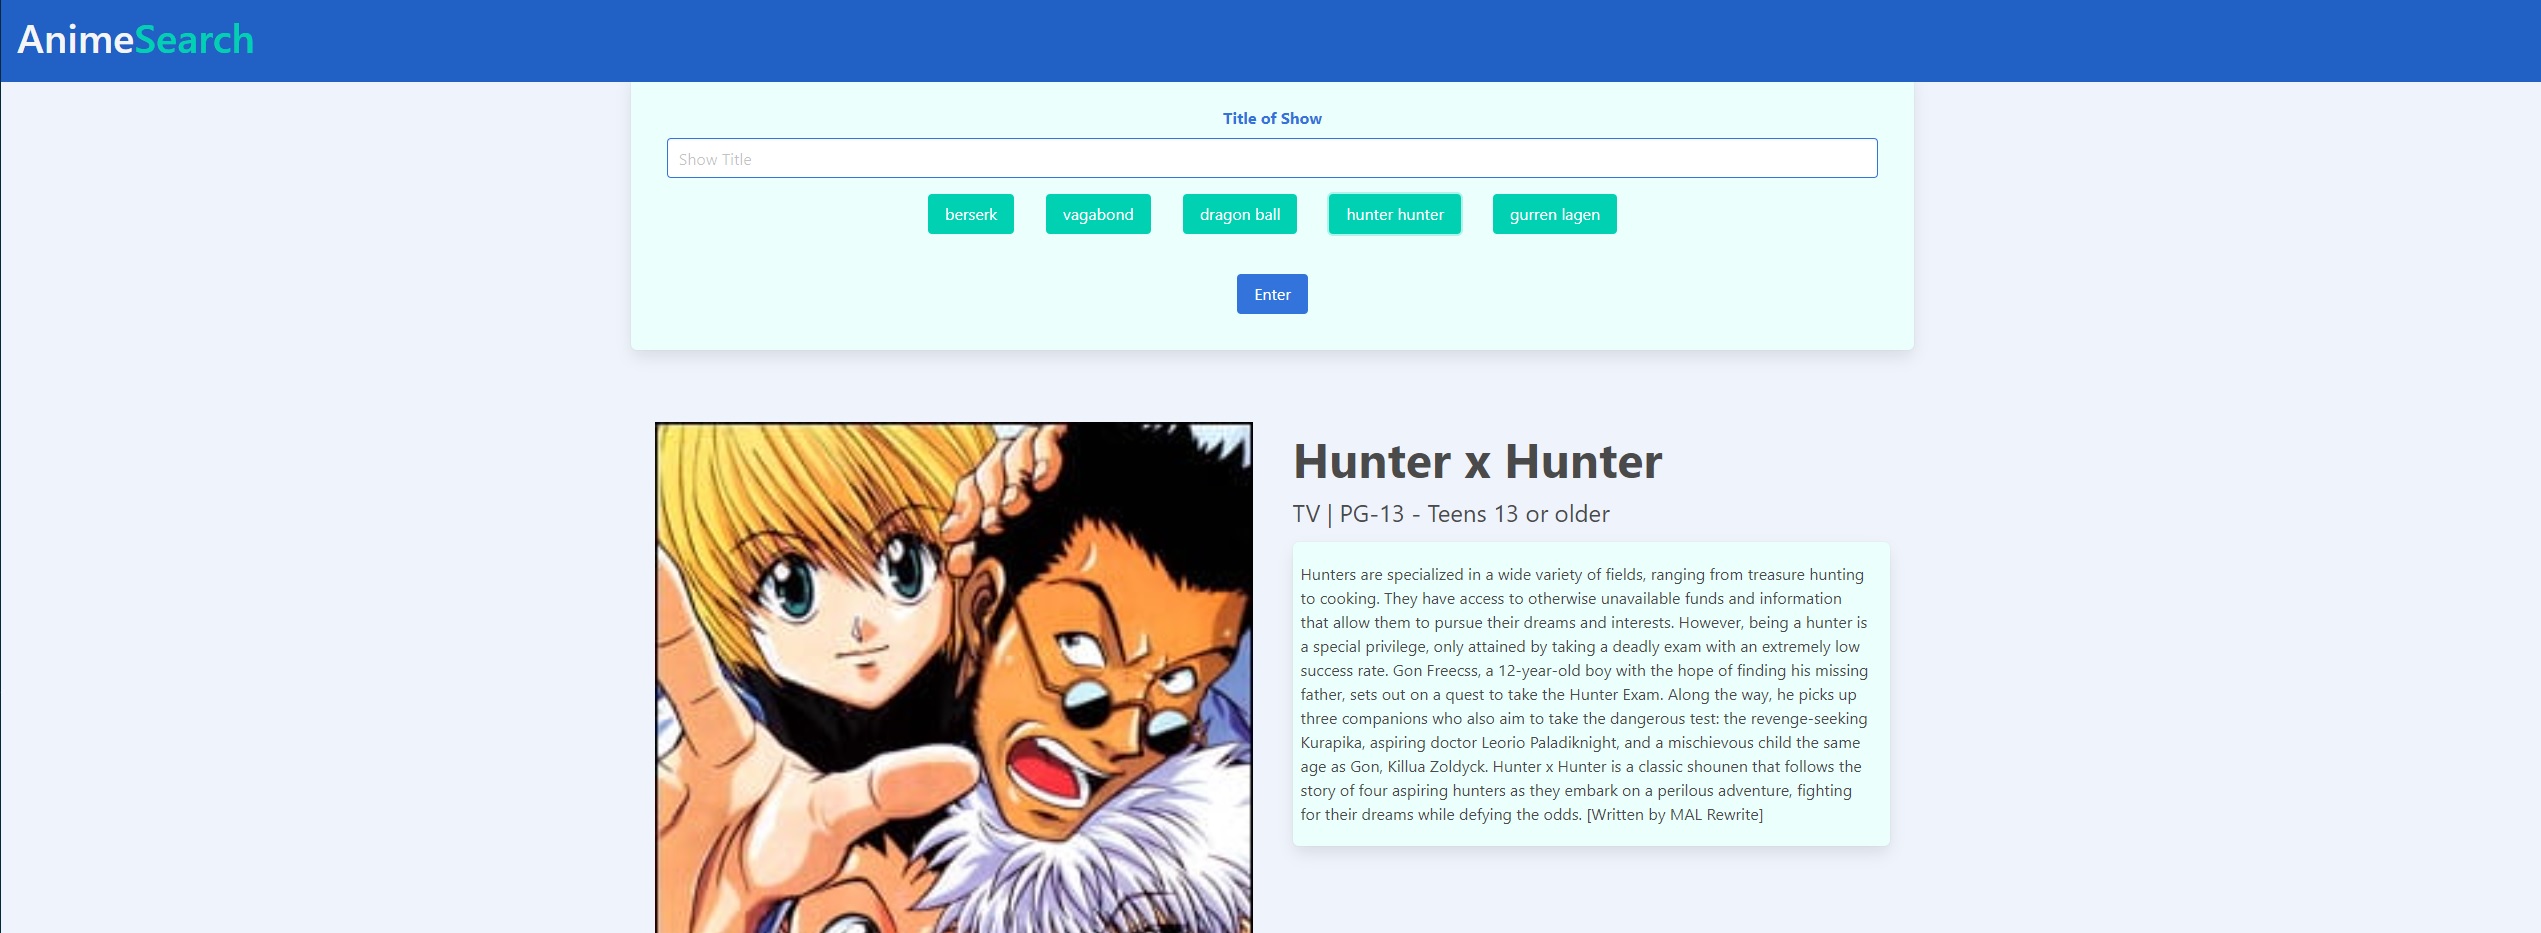 AnimeSearch
Title of Show
Show Title
berserk
vagabond
dragon ball
hunter hunter
gurren lagen
Enter
Hunter x Hunter
TV | PG-13 - Teens 13 or older
Hunters are specialized in a wide variety of fields, ranging from treasure hunting
to cooking. They have access to otherwise unavailable funds and information
that allow them to pursue their dreams and interests. However, being a hunter is
a special privilege, only attained by taking a deadly exam with an extremely low
success rate. Gon Freecss, a 12-year-old boy with the hope of finding his missing
father, sets out on a quest to take the Hunter Exam. Along the way, he picks up
three companions who also aim to take the dangerous test: the revenge-seeking
Kurapika, aspiring doctor Leorio Paladiknight, and a mischievous child the same
age as Gon, Killua Zoldyck. Hunter x Hunter is a classic shounen that follows the
story of four aspiring hunters as they embark on a perilous adventure, fighting
for their dreams while defying the odds. [Written by MAL Rewrite]